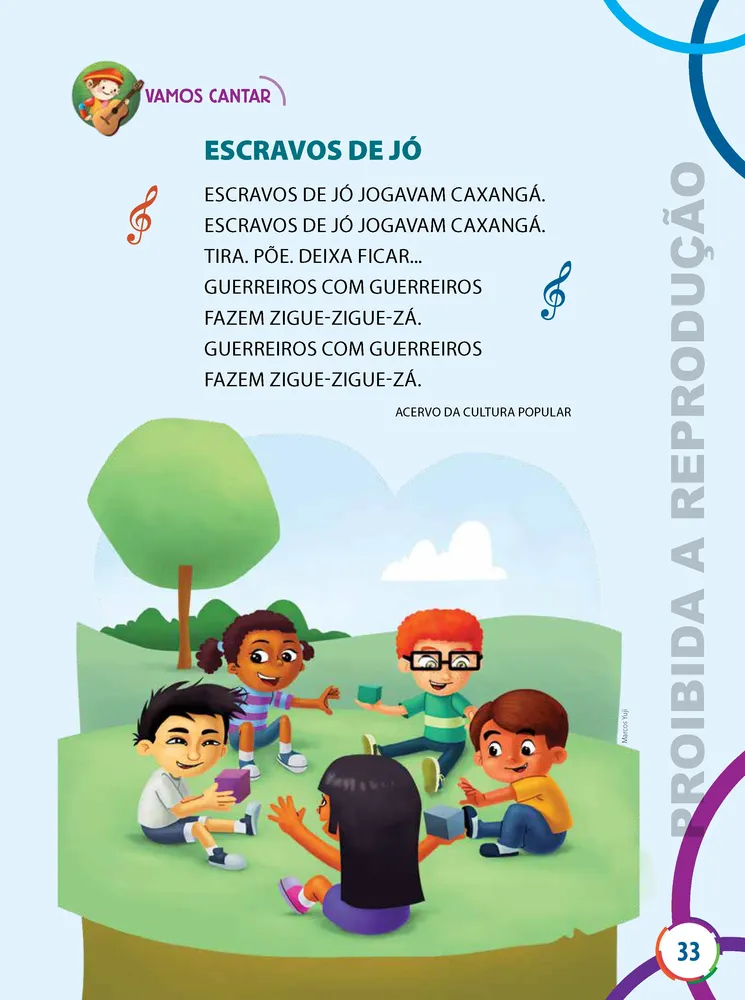 VAMOS CANTAR
ESCRAVOS DE JÓ
ESCRAVOS DE JÓ JOGAVAM CAXANGÁ.
ESCRAVOS DE JÓ JOGAVAM CAXANGÁ.
TIRA. PÕE. DEIXA FICAR...
GUERREIROS COM GUERREIROS
FAZEM ZIGUE-ZIGUE-ZÁ.
GUERREIROS COM GUERREIROS
FAZEM ZIGUE-ZIGUE-ZÁ.
ACERVO DA CULTURA POPULAR
Marcos Yuji
PROIBIDA A REPRODUÇÃO
33